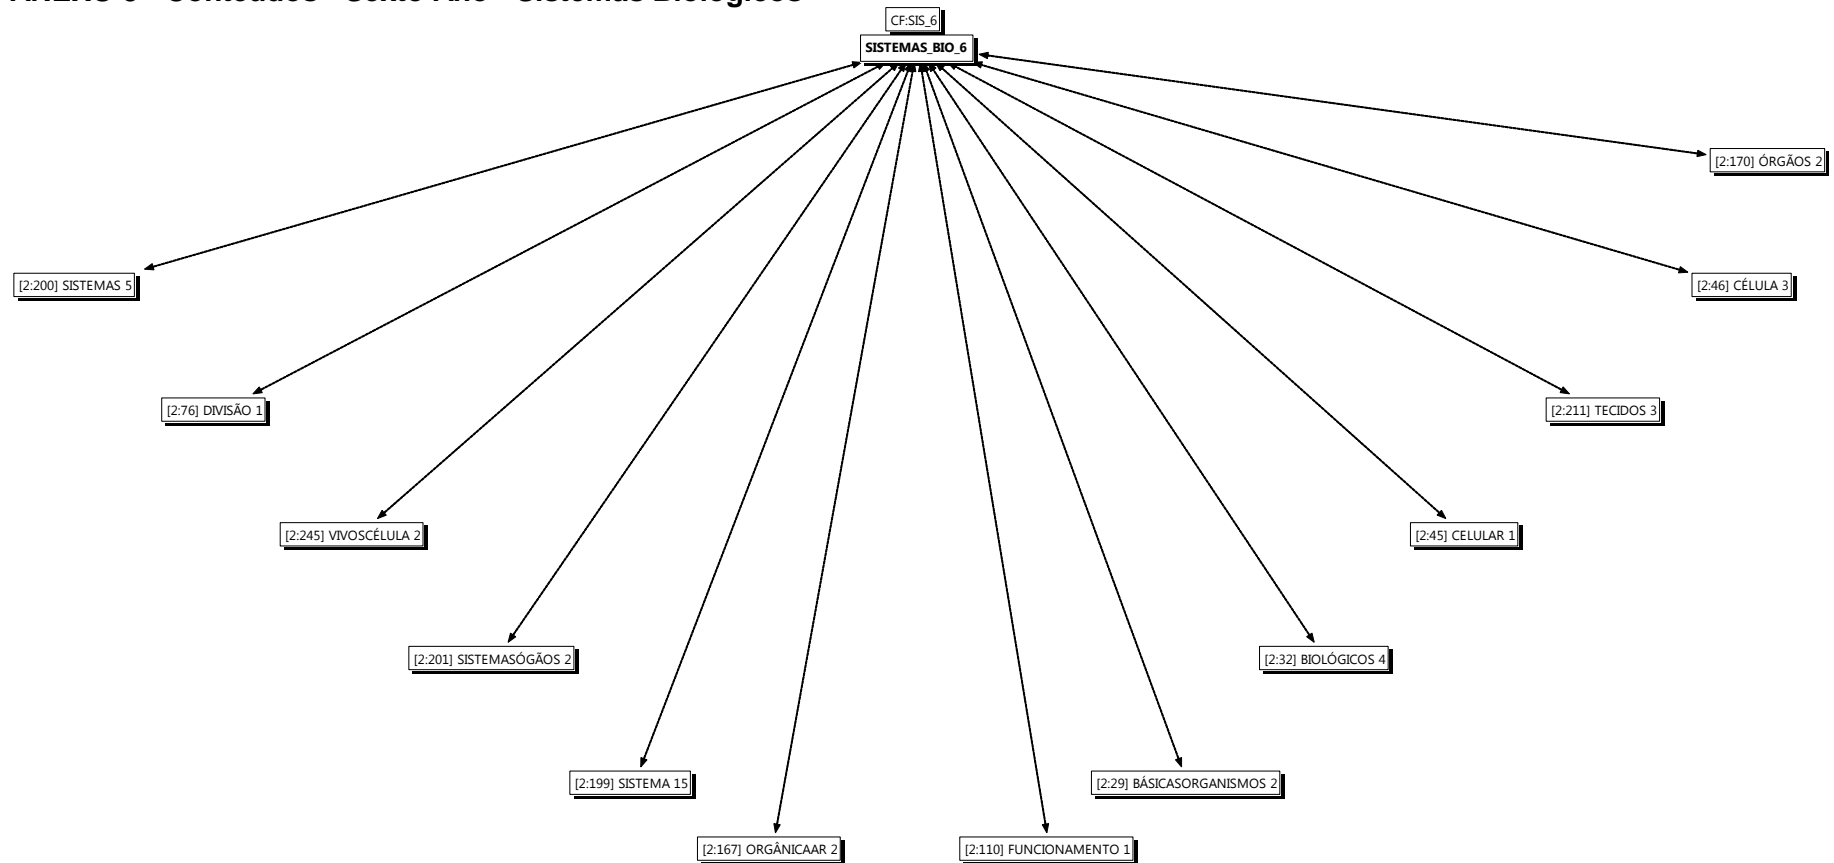 CF:SIS_6
SISTEMAS_BIO_6
[2:170] ÓRGÃOS 2
[2:200] SISTEMAS 5
[2:46] CÉLULA 3
[2:76] DIVISÃO 1
[2:211] TECIDOS 3
[2:245] VIVOSCÉLULA 2
[2:45] CELULAR 1
[2:201] SISTEMASÓGÃOS 2
[2:32] BIOLÓGICOS 4
[2:199] SISTEMA 15
[2:29] BÁSICASORGANISMOS 2
[2:167] ORGÂNICAAR 2
[2:110] FUNCIONAMENTO 1